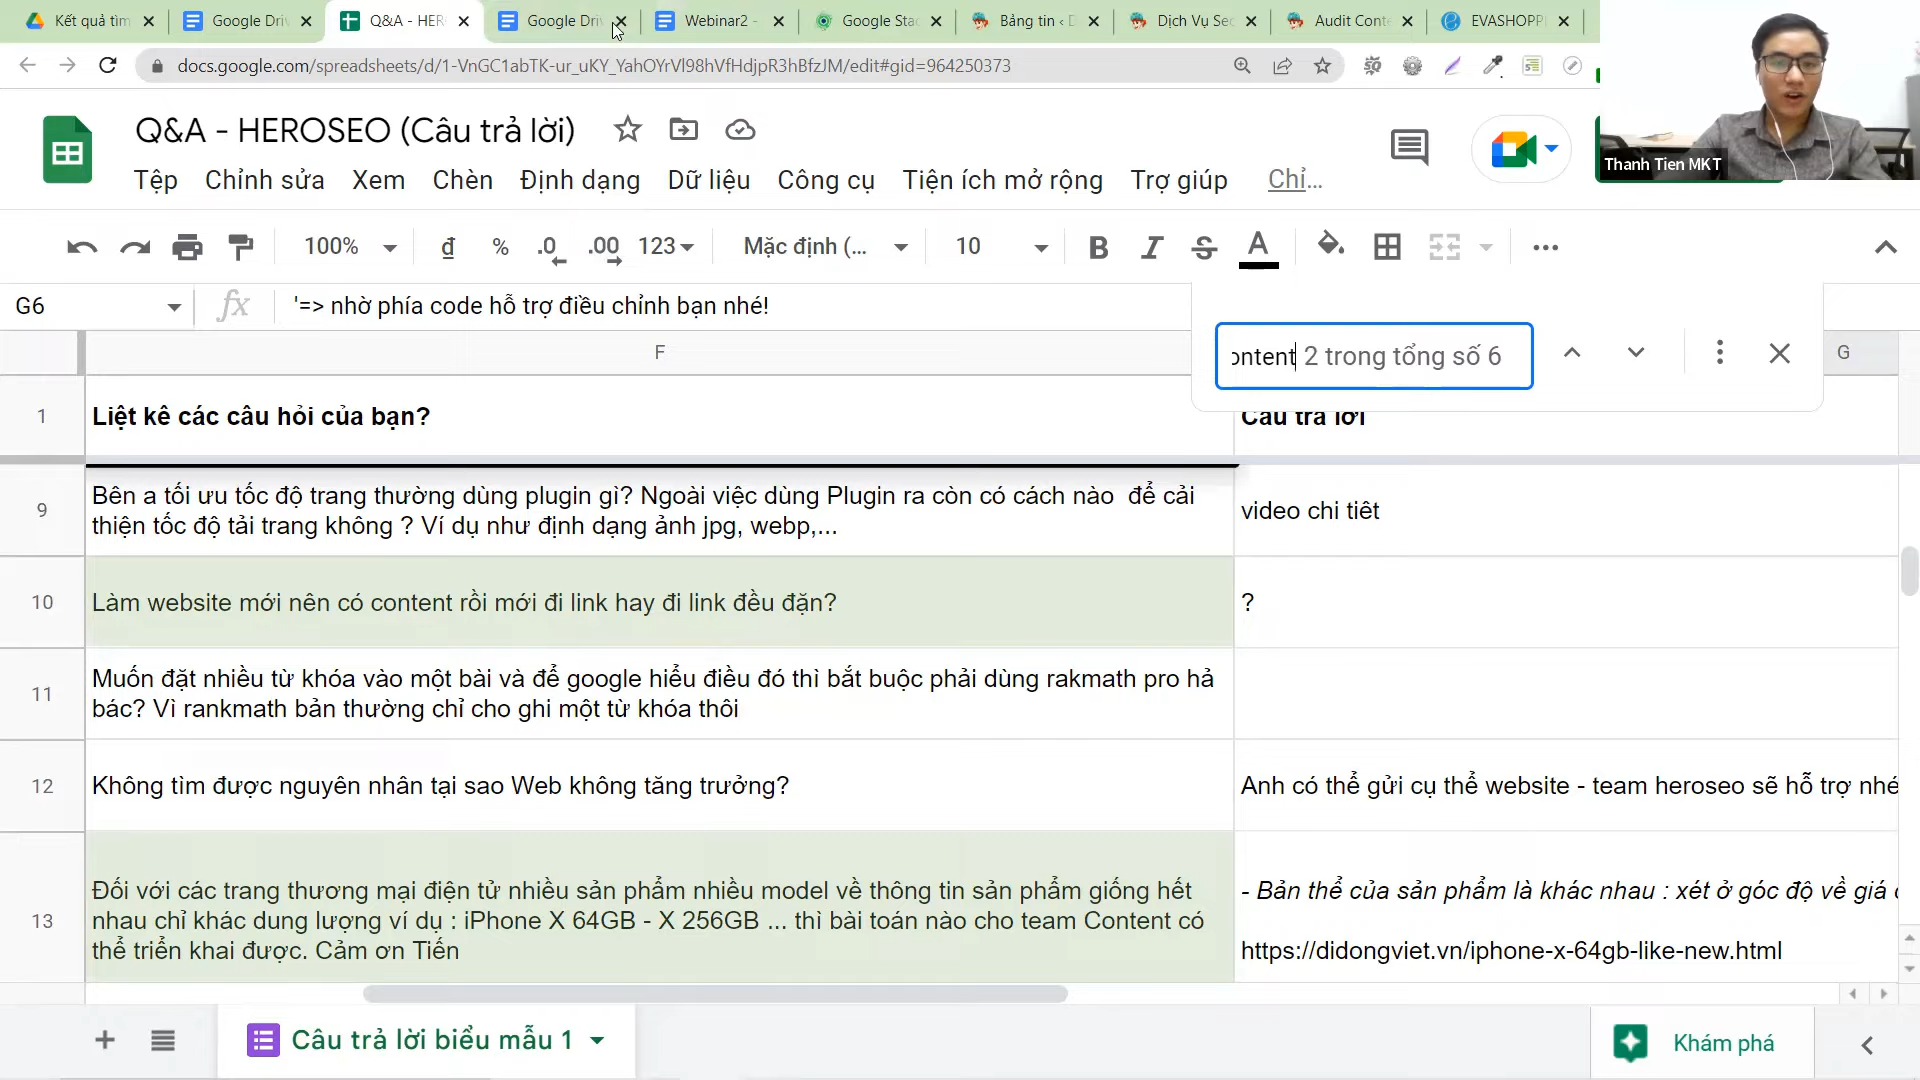 Kết quả tìm
Google Driv
Q&A - HER
Google Driv
Webinar2 -
Google Stac
Bảng tin ‹ D
Dịch Vụ Seo
Audit Cont
EVASHOPP
docs.google.com/spreadsheets/d/1-VnGC1abTK-ur_uKY_YahOYrVl98hVfHdjpR3hBfzJM/edit#gid=964250373
Q&A - HEROSEO (Câu trả lời)
Tệp Chỉnh sửa Xem Chèn Định dạng Dữ liệu Công cụ Tiện ích mở rộng Trợ giúp Chỉ...
Thanh Tien MKT
100% đ % .0 .00 123 Mặc định (... 10 B I S A
G6 fx '=> nhờ phía code hỗ trợ điều chỉnh bạn nhé!
ontent 2 trong tổng số 6
F G
1 Liệt kê các câu hỏi của bạn? Câu trả lời
9 Bên a tối ưu tốc độ trang thường dùng plugin gì? Ngoài việc dùng Plugin ra còn có cách nào để cải
thiện tốc độ tải trang không ? Ví dụ như định dạng ảnh jpg, webp,...
video chi tiêt
10 Làm website mới nên có content rồi mới đi link hay đi link đều đặn? ?
11 Muốn đặt nhiều từ khóa vào một bài và để google hiểu điều đó thì bắt buộc phải dùng rakmath pro hả
bác? Vì rankmath bản thường chỉ cho ghi một từ khóa thôi
12 Không tìm được nguyên nhân tại sao Web không tăng trưởng? Anh có thể gửi cụ thể website - team heroseo sẽ hỗ trợ nhé
13 Đối với các trang thương mại điện tử nhiều sản phẩm nhiều model về thông tin sản phẩm giống hết
nhau chỉ khác dung lượng ví dụ : iPhone X 64GB - X 256GB ... thì bài toán nào cho team Content có
thể triển khai được. Cảm ơn Tiến
- Bản thể của sản phẩm là khác nhau : xét ở góc độ về giá c
https://didongviet.vn/iphone-x-64gb-like-new.html
Câu trả lời biểu mẫu 1
Khám phá